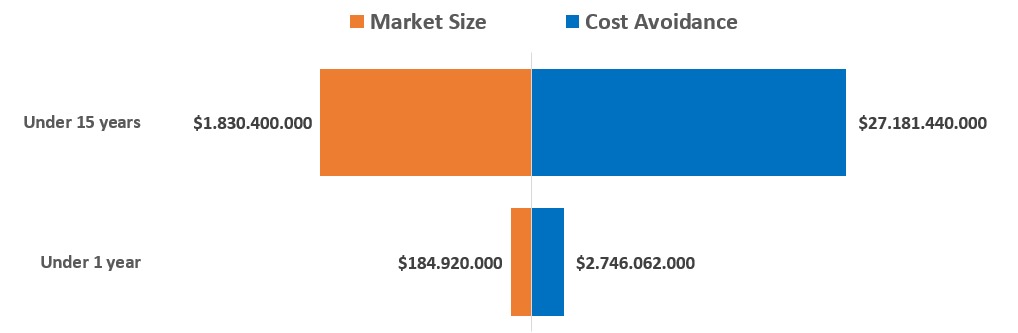 Market Size Cost Avoidance
Under 15 years $1.830.400.000 $27.181.440.000
Under 1 year $184.920.000 $2.746.062.000